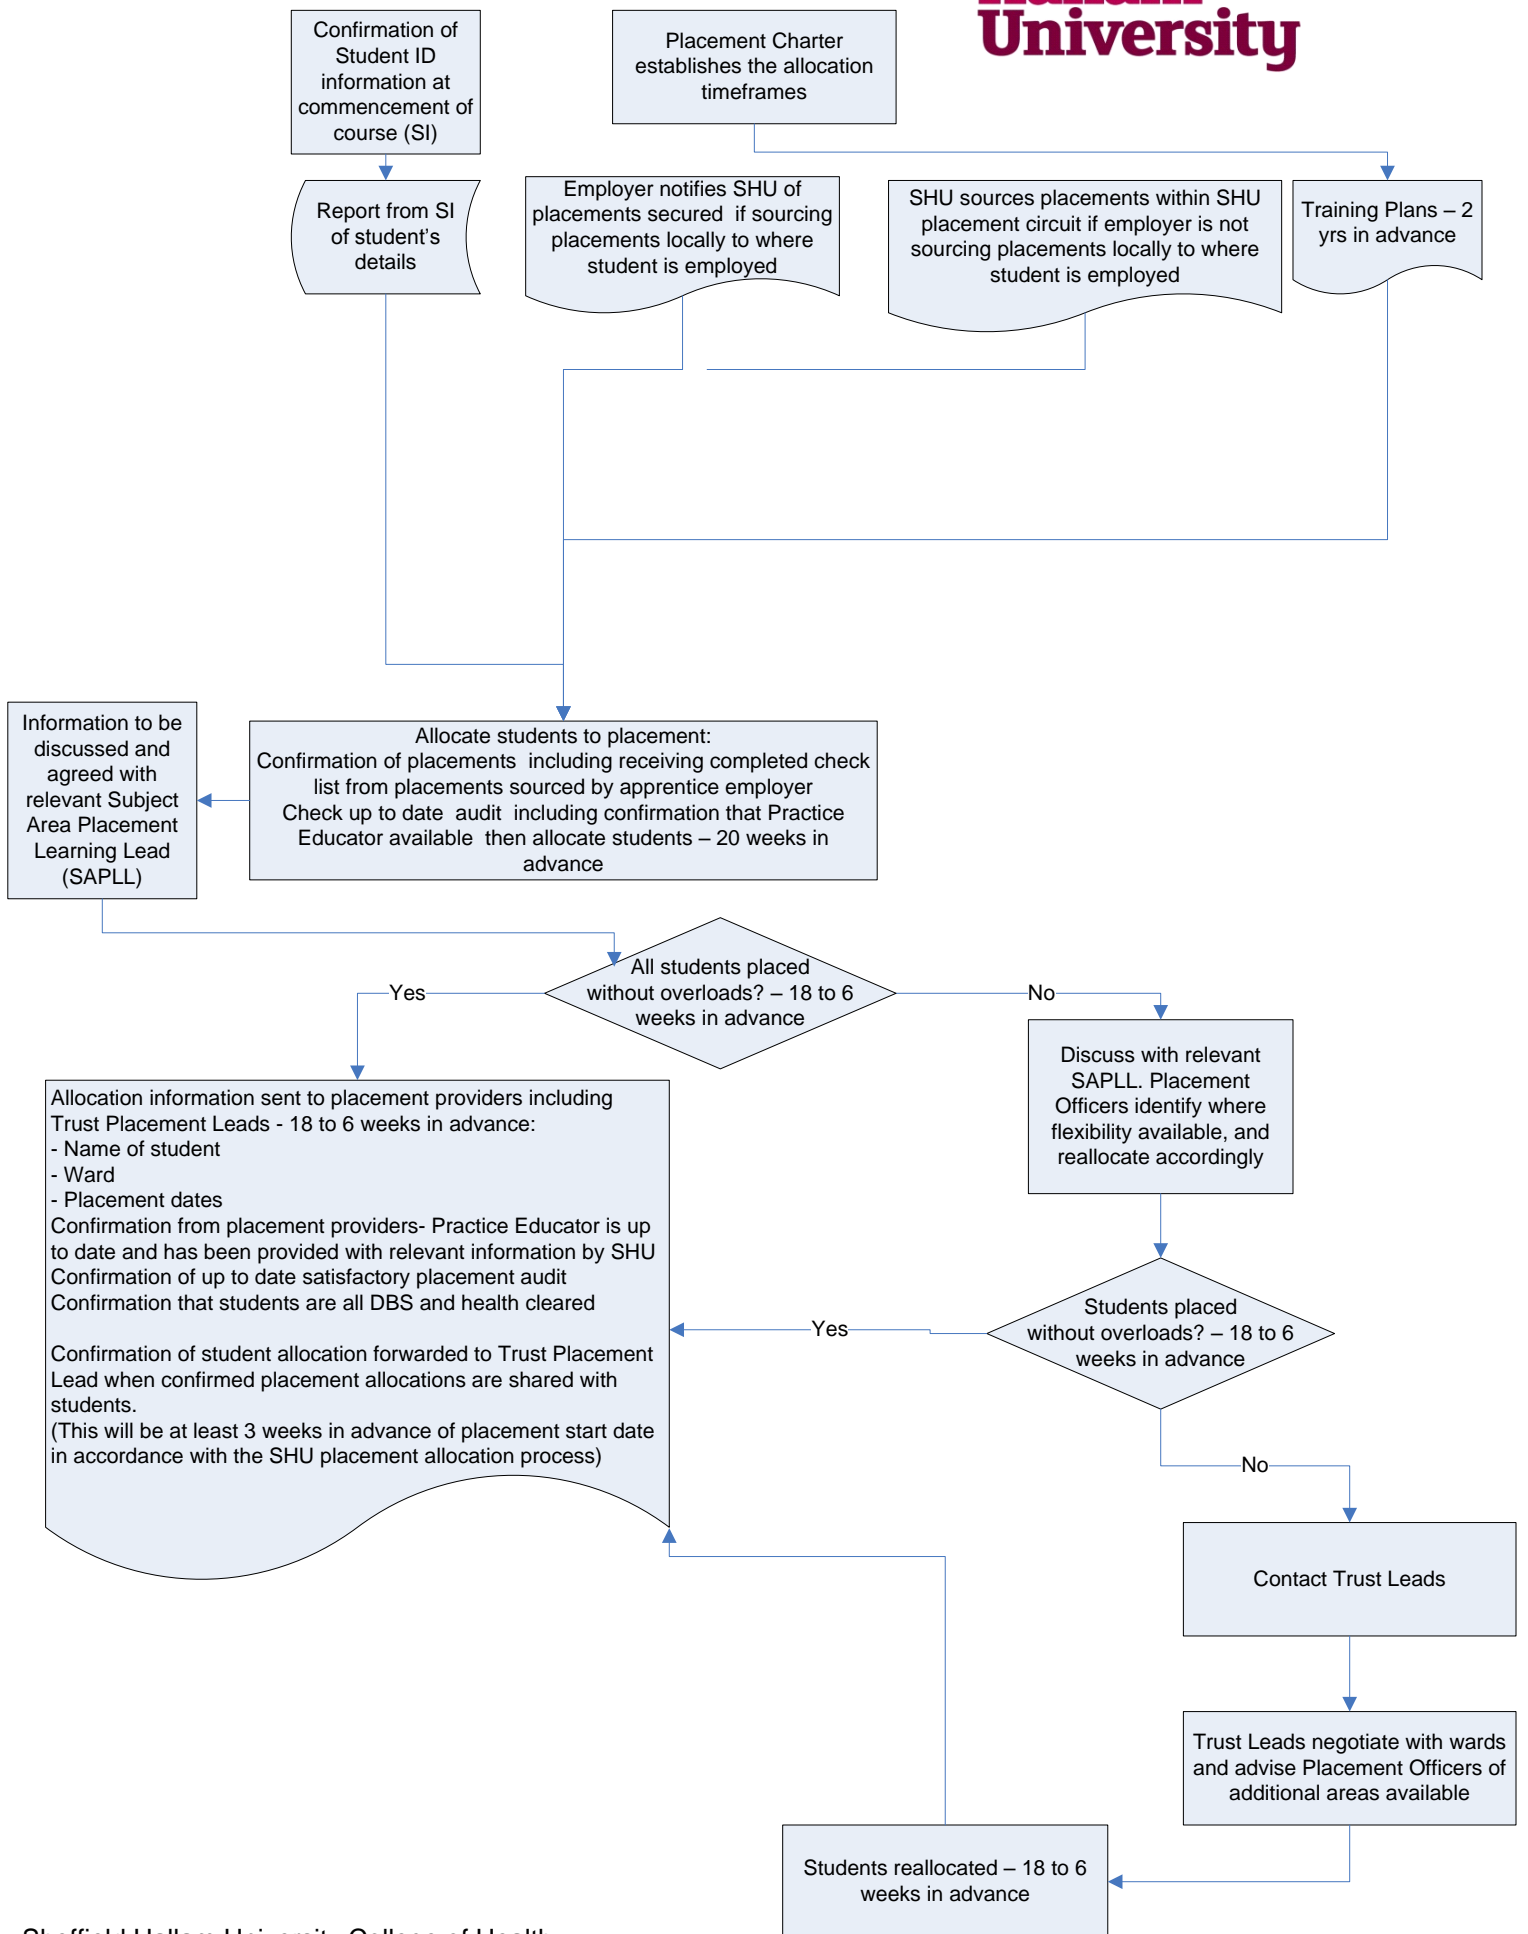 University
Confirmation of
Student ID
information at
commencement of
course (SI)
Placement Charter
establishes the allocation
timeframes
Report from SI
of student's
details
Employer notifies SHU of
placements secured if sourcing
placements locally to where
student is employed
SHU sources placements within SHU
placement circuit if employer is not
sourcing placements locally to where
student is employed
Training Plans – 2
yrs in advance
Information to be
discussed and
agreed with
relevant Subject
Area Placement
Learning Lead
(SAPLL)
Allocate students to placement:
Confirmation of placements including receiving completed check
list from placements sourced by apprentice employer
Check up to date audit including confirmation that Practice
Educator available then allocate students – 20 weeks in
advance
All students placed
without overloads? – 18 to 6
weeks in advance
Yes
No
Discuss with relevant
SAPLL. Placement
Officers identify where
flexibility available, and
reallocate accordingly
Allocation information sent to placement providers including
Trust Placement Leads - 18 to 6 weeks in advance:
- Name of student
- Ward
- Placement dates
Confirmation from placement providers- Practice Educator is up
to date and has been provided with relevant information by SHU
Confirmation of up to date satisfactory placement audit
Confirmation that students are all DBS and health cleared
Confirmation of student allocation forwarded to Trust Placement
Lead when confirmed placement allocations are shared with
students.
(This will be at least 3 weeks in advance of placement start date
in accordance with the SHU placement allocation process)
Students placed
without overloads? – 18 to 6
weeks in advance
Yes
No
Contact Trust Leads
Trust Leads negotiate with wards
and advise Placement Officers of
additional areas available
Students reallocated – 18 to 6
weeks in advance
Sheffield Hallam University College of Health